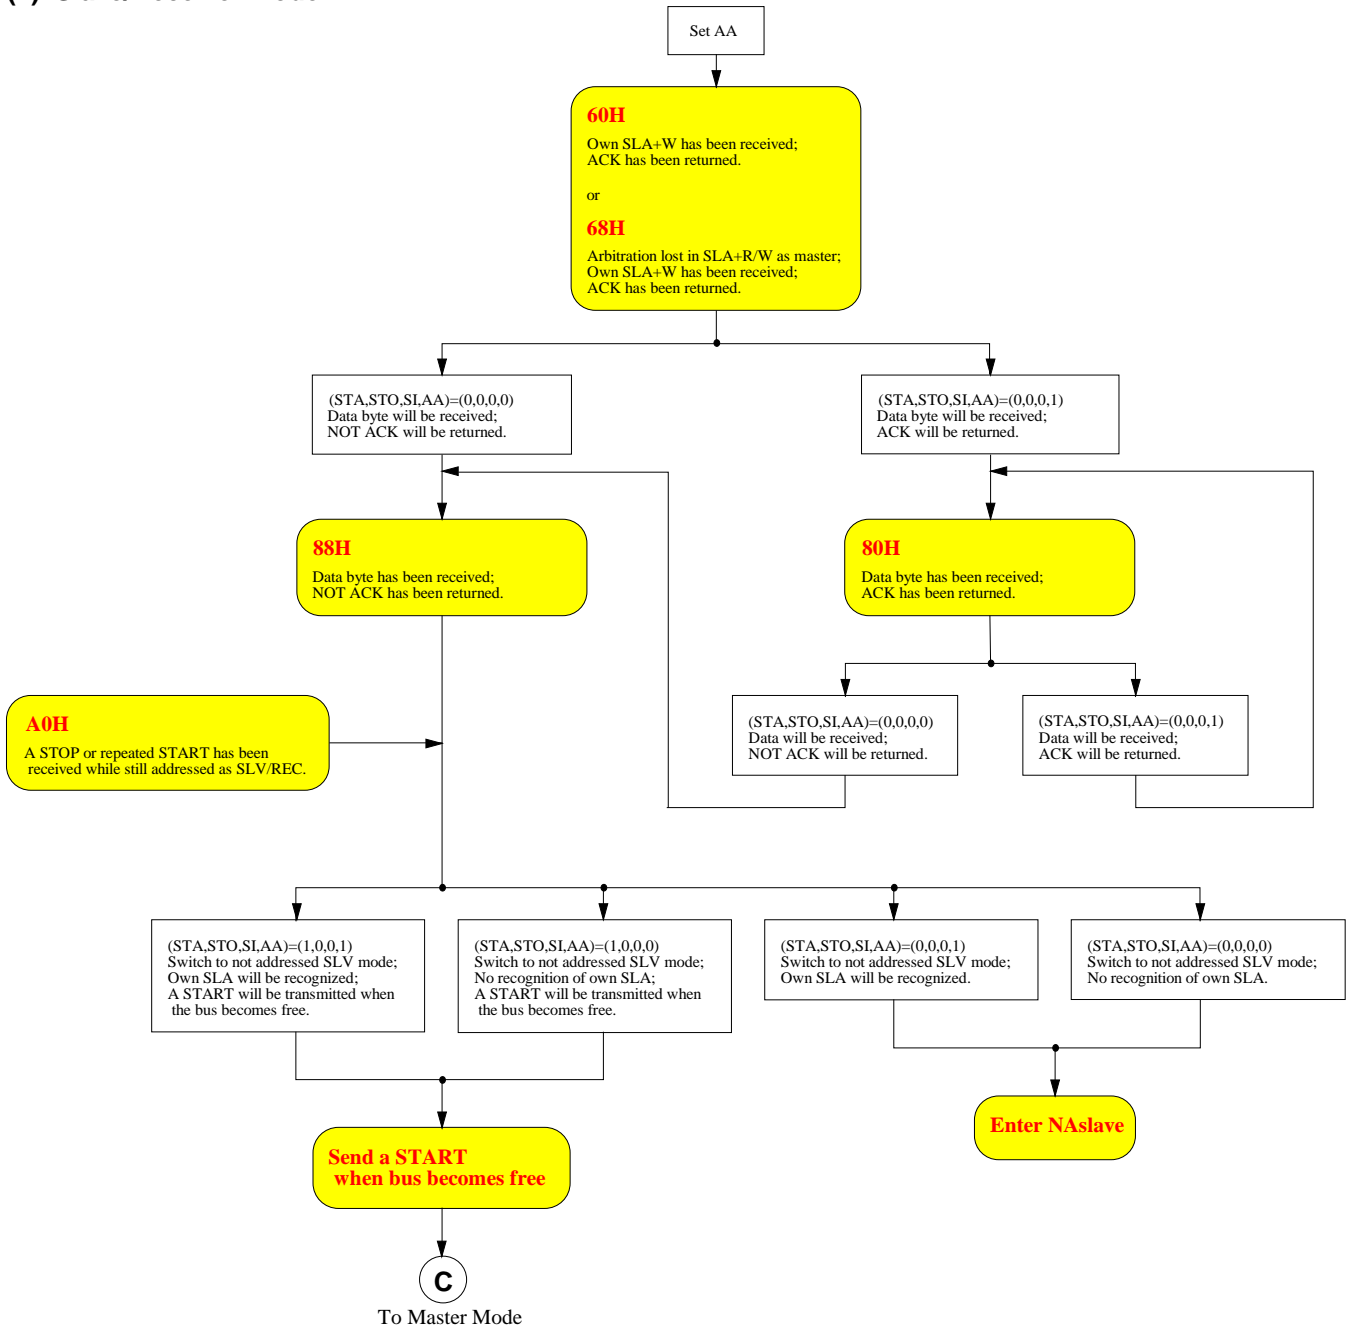 Set AA
60H
Own SLA+W has been received;
ACK has been returned.
or
68H
Arbitration lost in SLA+R/W as master;
Own SLA+W has been received;
ACK has been returned.
(STA,STO,SI,AA)=(0,0,0,0)
Data byte will be received;
NOT ACK will be returned.
(STA,STO,SI,AA)=(0,0,0,1)
Data byte will be received;
ACK will be returned.
88H
Data byte has been received;
NOT ACK has been returned.
80H
Data byte has been received;
ACK has been returned.
(STA,STO,SI,AA)=(0,0,0,0)
Data will be received;
NOT ACK will be returned.
(STA,STO,SI,AA)=(0,0,0,1)
Data will be received;
ACK will be returned.
A0H
A STOP or repeated START has been
received while still addressed as SLV/REC.
(STA,STO,SI,AA)=(1,0,0,1)
Switch to not addressed SLV mode;
Own SLA will be recognized;
A START will be transmitted when
the bus becomes free.
(STA,STO,SI,AA)=(1,0,0,0)
Switch to not addressed SLV mode;
No recognition of own SLA;
A START will be transmitted when
the bus becomes free.
(STA,STO,SI,AA)=(0,0,0,1)
Switch to not addressed SLV mode;
Own SLA will be recognized.
(STA,STO,SI,AA)=(0,0,0,0)
Switch to not addressed SLV mode;
No recognition of own SLA.
Send a START
when bus becomes free
Enter NAslave
C
To Master Mode